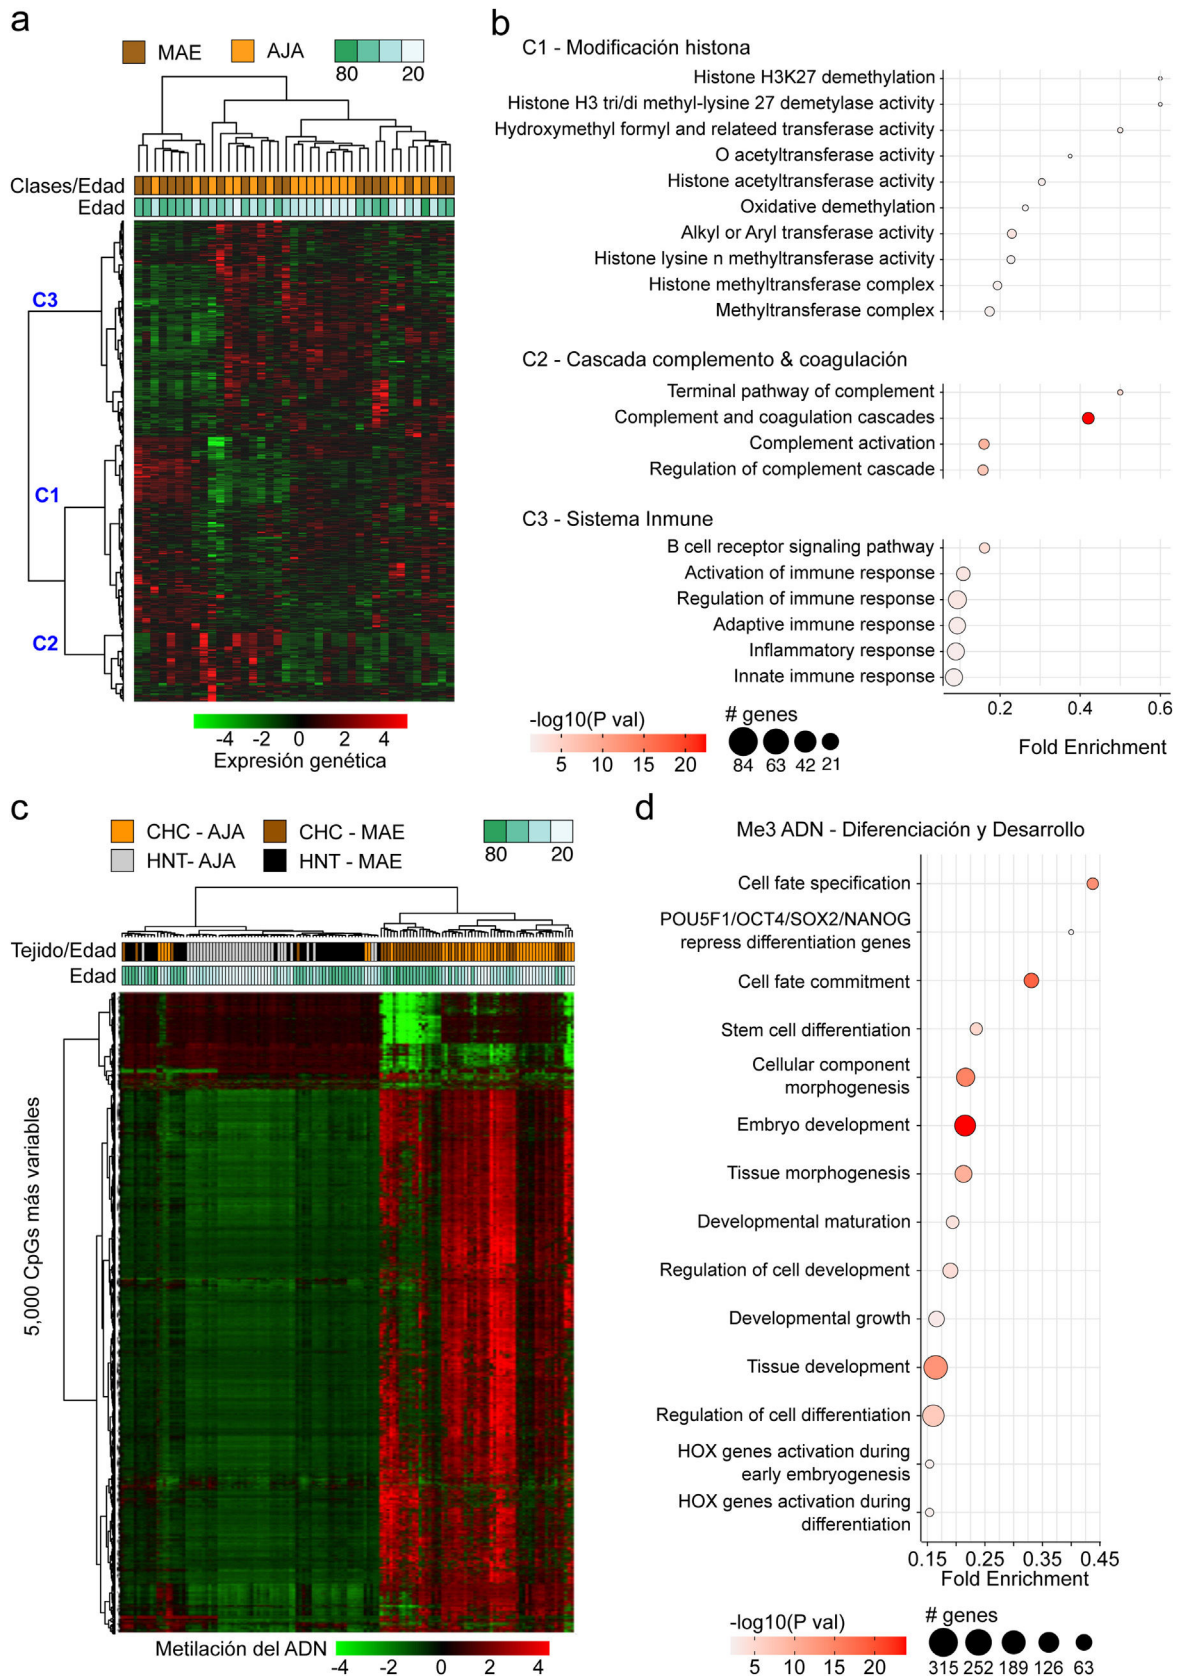 a
MAE
AJA
80
20
Clases/Edad
Edad
C3
C1
C2
-4 -2 0 2 4
Expresión genética
b
C1 - Modificación histona
Histone H3K27 demethylation
Histone H3 tri/di methyl-lysine 27 demetylase activity
Hydroxymethyl formyl and relateed transferase activity
O acetyltransferase activity
Histone acetyltransferase activity
Oxidative demethylation
Alkyl or Aryl transferase activity
Histone lysine n methyltransferase activity
Histone methyltransferase complex
Methyltransferase complex
C2 - Cascada complemento & coagulación
Terminal pathway of complement
Complement and coagulation cascades
Complement activation
Regulation of complement cascade
C3 - Sistema Inmune
B cell receptor signaling pathway
Activation of immune response
Regulation of immune response
Adaptive immune response
Inflammatory response
Innate immune response
0.2 0.4 0.6
Fold Enrichment
-log10(P val)
5 10 15 20
# genes
84 63 42 21
c
CHC - AJA
CHC - MAE
HNT- AJA
HNT - MAE
80
20
Tejido/Edad
Edad
5,000 CpGs más variables
Metilación del ADN
-4 -2 0 2 4
d
Me3 ADN - Diferenciación y Desarrollo
Cell fate specification
POU5F1/OCT4/SOX2/NANOG
repress differentiation genes
Cell fate commitment
Stem cell differentiation
Cellular component
morphogenesis
Embryo development
Tissue morphogenesis
Developmental maturation
Regulation of cell development
Developmental growth
Tissue development
Regulation of cell differentiation
HOX genes activation during
early embryogenesis
HOX genes activation during
differentiation
0.15 0.25 0.35 0.45
Fold Enrichment
-log10(P val)
5 10 15 20
# genes
315 252 189 126 63